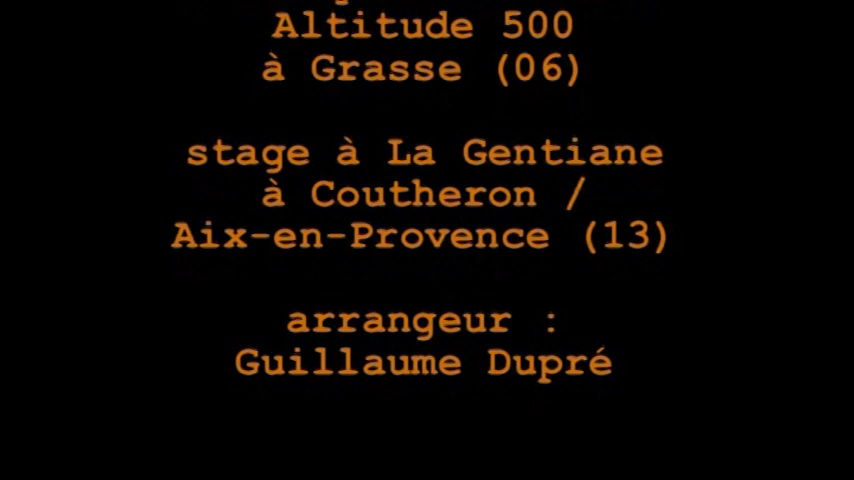 Altitude 500
à Grasse (06)
stage à La Gentiane
à Coutheron /
Aix-en-Provence (13)
arrangeur :
Guillaume Dupré